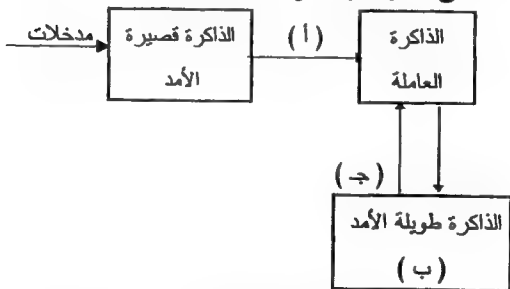 مدخلات
الذاكرة قصيرة
الأمد
( أ )
الذاكرة
العاملة
( جـ )
الذاكرة طويلة الأمد
( ب )